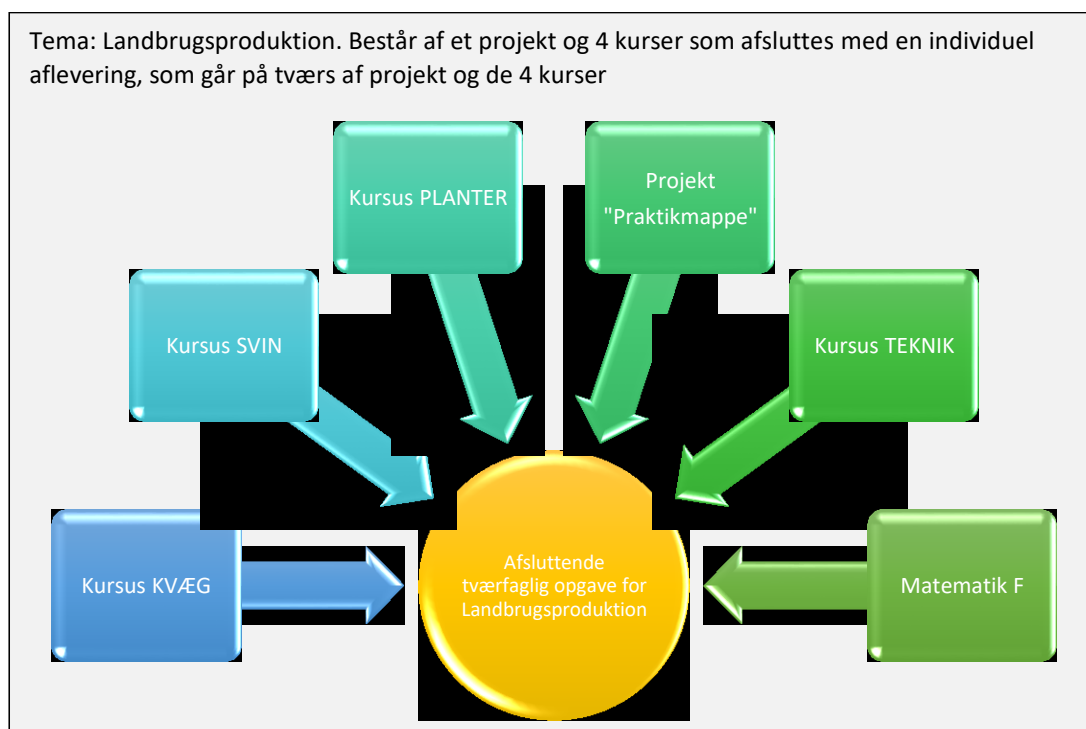 Tema: Landbrugsproduktion. Består af et projekt og 4 kurser som afsluttes med en individuel
aflevering, som går på tværs af projekt og de 4 kurser
Kursus PLANTER
Projekt
"Praktikmappe"
Kursus SVIN
Kursus TEKNIK
Kursus KVÆG
Afsluttende
tværfaglig opgave for
Landbrugsproduktion
Matematik F